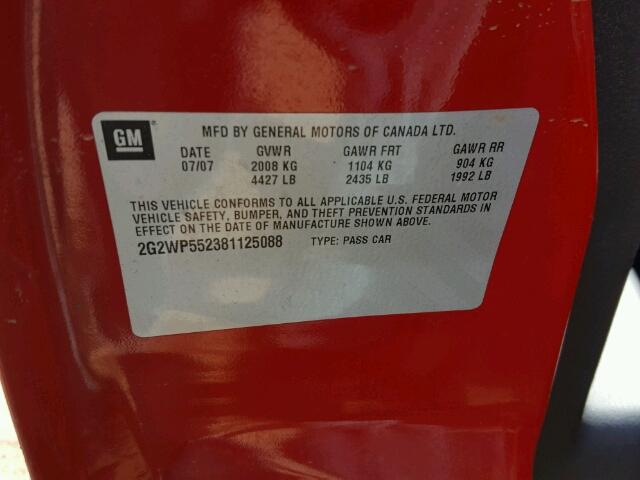 GM
MFD BY GENERAL MOTORS OF CANADA LTD.
DATE GVWR GAWR FRT GAWR RR
07/07 2008 KG 1104 KG 904 KG
4427 LB 2435 LB 1992 LB
THIS VEHICLE CONFORMS TO ALL APPLICABLE U.S. FEDERAL MOTOR
VEHICLE SAFETY, BUMPER, AND THEFT PREVENTION STANDARDS IN
EFFECT ON THE DATE OF MANUFACTURE SHOWN ABOVE.
2G2WP552381125088 TYPE: PASS CAR